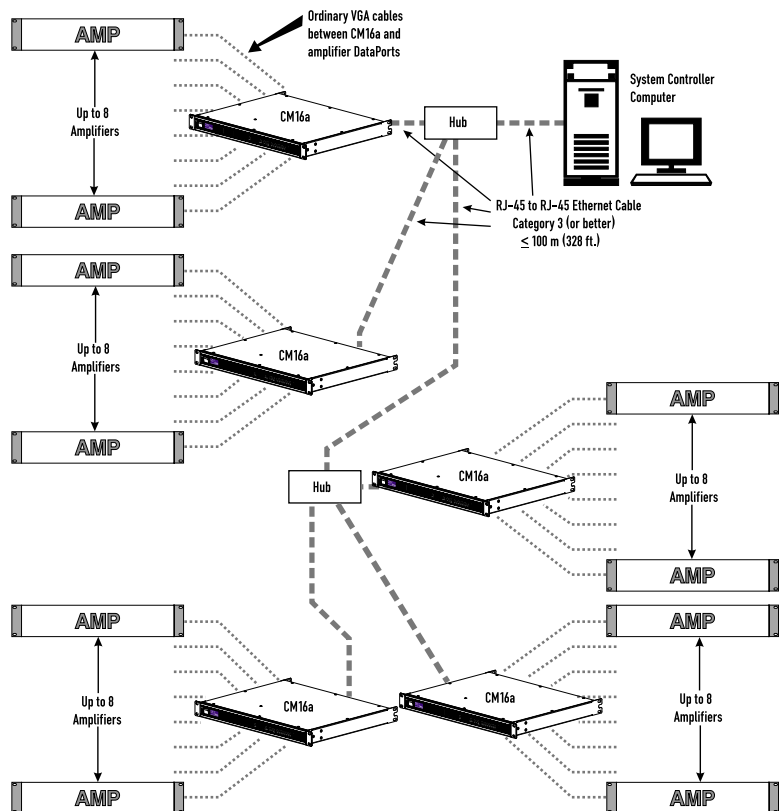 AMP
Ordinary VGA cables
between CM16a and
amplifier DataPorts
Up to 8
Amplifiers
CM16a
Hub
System Controller
Computer
AMP
RJ-45 to RJ-45 Ethernet Cable
Category 3 (or better)
≤ 100 m (328 ft.)
AMP
Up to 8
Amplifiers
CM16a
AMP
AMP
Hub
CM16a
Up to 8
Amplifiers
AMP
AMP
AMP
Up to 8
Amplifiers
CM16a
CM16a
Up to 8
Amplifiers
AMP
AMP